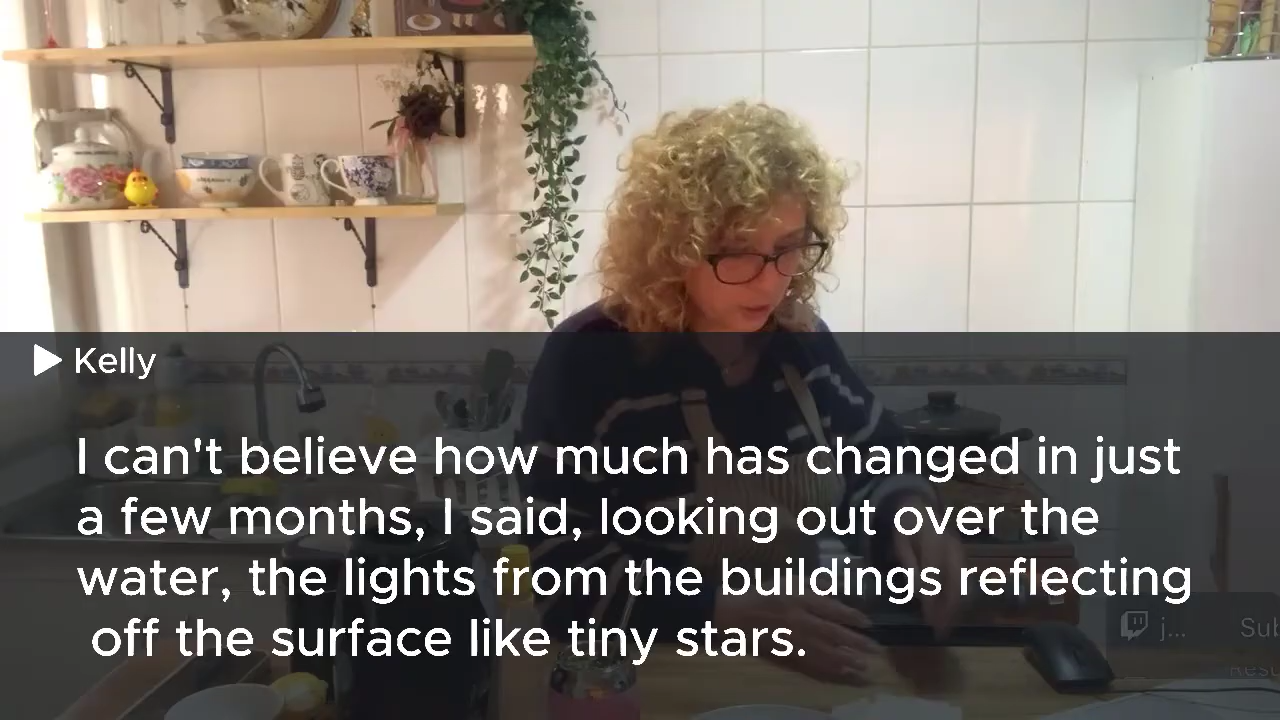 Kelly
I can't believe how much has changed in just
a few months, I said, looking out over the
water, the lights from the buildings reflecting
off the surface like tiny stars.
j...
Sub